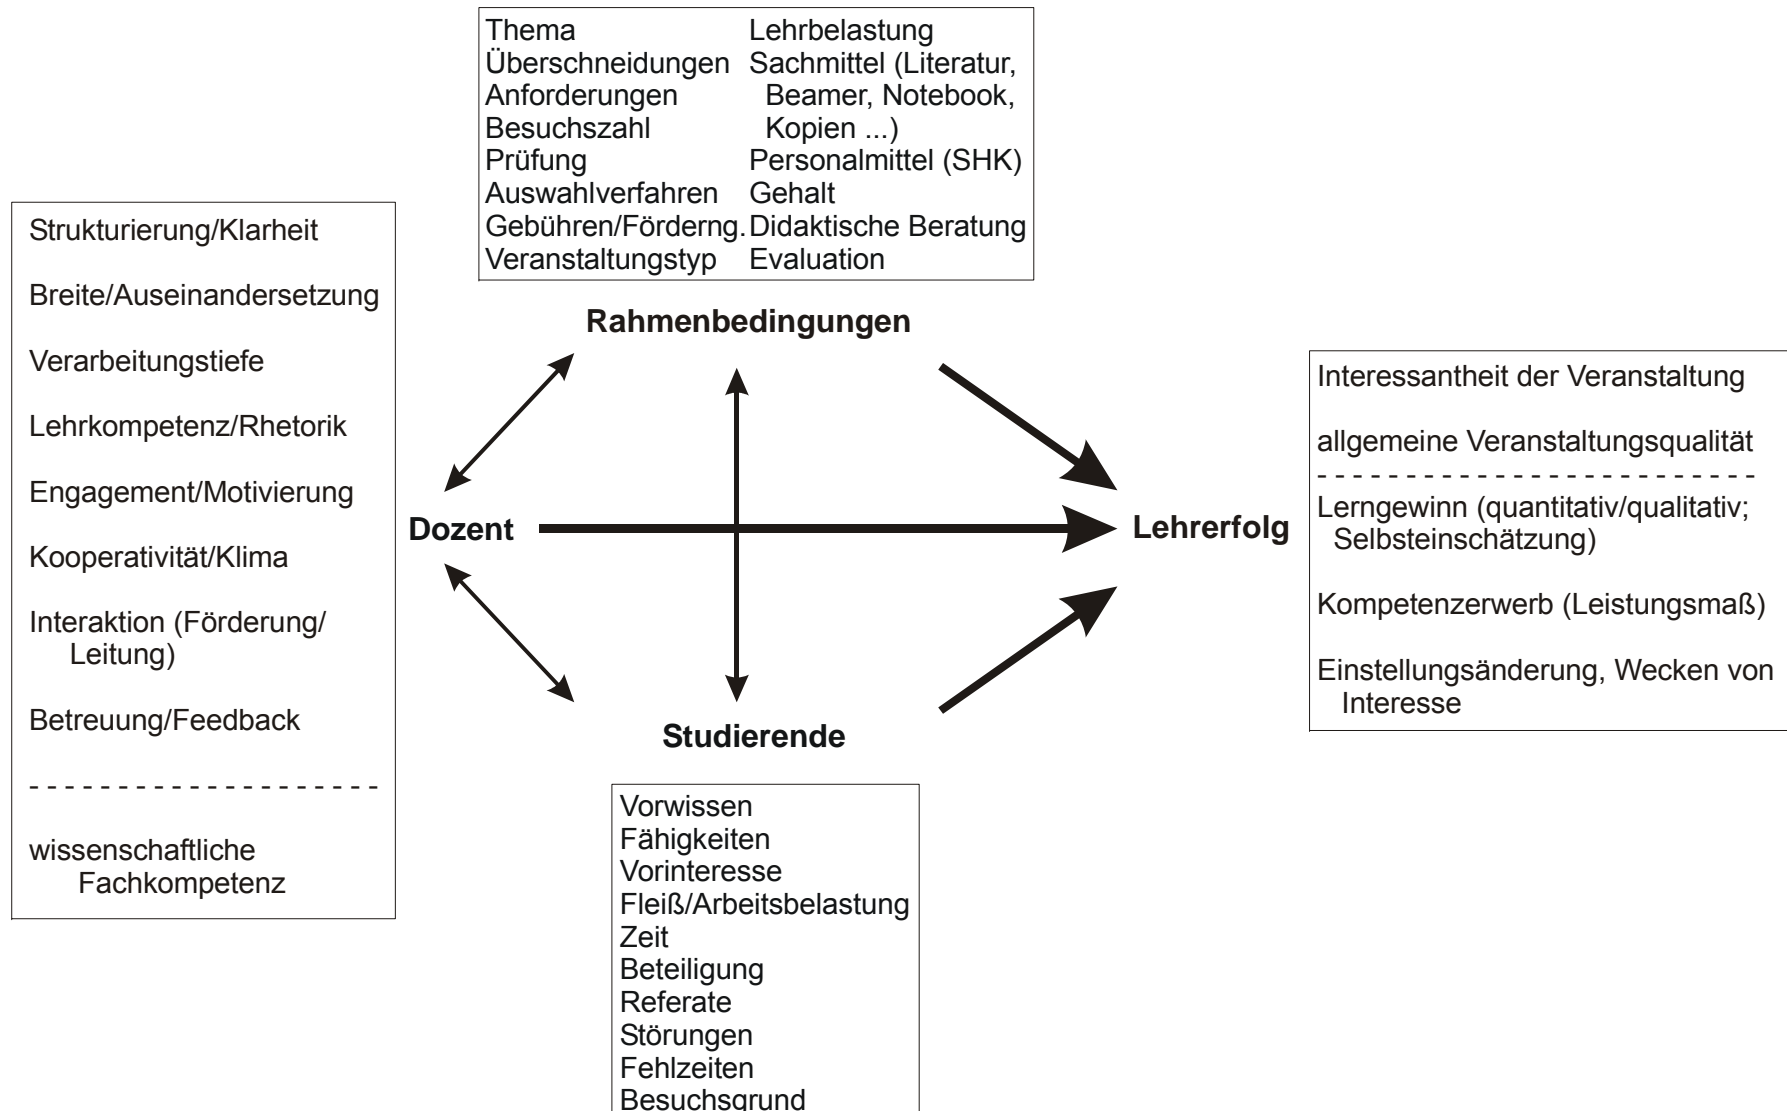 Thema
Überschneidungen
Anforderungen
Besuchszahl
Prüfung
Auswahlverfahren
Gebühren/Förderng.
Veranstaltungstyp
Lehrbelastung
Sachmittel (Literatur,
Beamer, Notebook,
Kopien ...)
Personalmittel (SHK)
Gehalt
Didaktische Beratung
Evaluation
Rahmenbedingungen
Strukturierung/Klarheit
Breite/Auseinandersetzung
Verarbeitungstiefe
Lehrkompetenz/Rhetorik
Engagement/Motivierung
Kooperativität/Klima
Interaktion (Förderung/
Leitung)
Betreuung/Feedback
- - - - - - - - - - - - - - - - - - - -
wissenschaftliche
Fachkompetenz
Dozent
Lehrerfolg
Interessantheit der Veranstaltung
allgemeine Veranstaltungsqualität
- - - - - - - - - - - - - - - - - - - - - - - - -
Lerngewinn (quantitativ/qualitativ;
Selbsteinschätzung)
Kompetenzerwerb (Leistungsmaß)
Einstellungsänderung, Wecken von
Interesse
Studierende
Vorwissen
Fähigkeiten
Vorinteresse
Fleiß/Arbeitsbelastung
Zeit
Beteiligung
Referate
Störungen
Fehlzeiten
Besuchsgrund